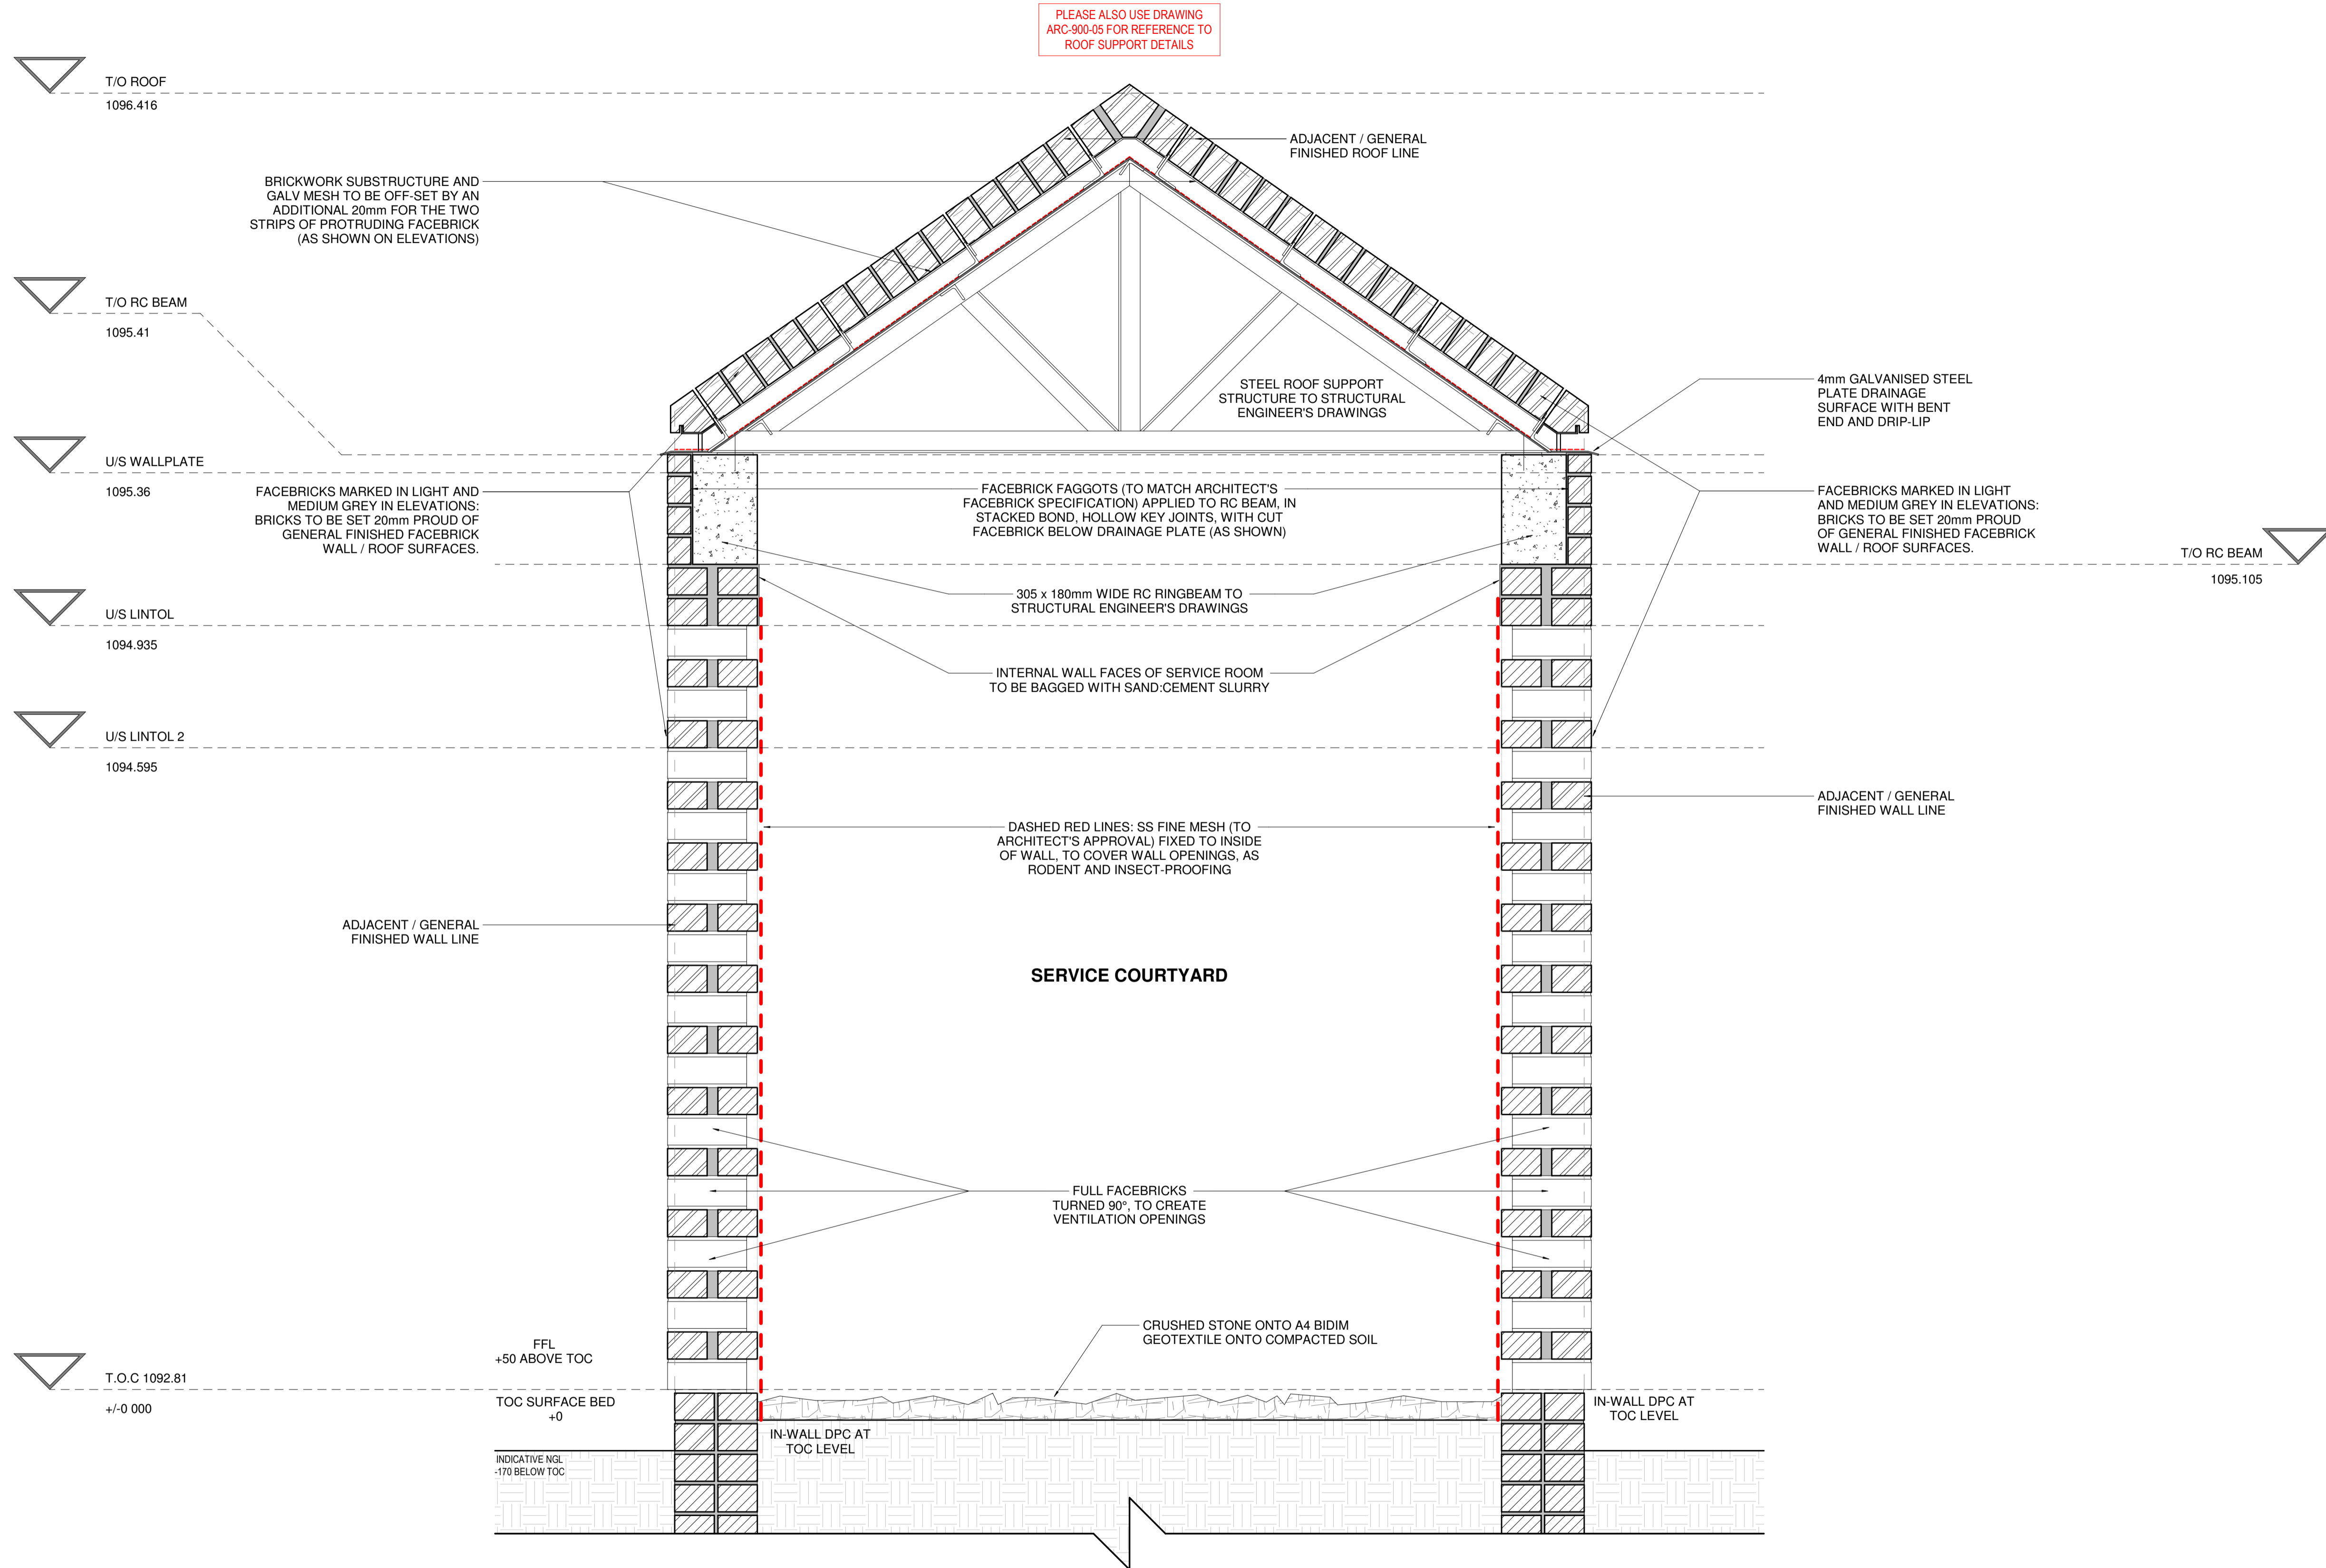 PLEASE ALSO USE DRAWING
ARC-900-05 FOR REFERENCE TO
ROOF SUPPORT DETAILS
T/O ROOF
1096.416
ADJACENT / GENERAL
FINISHED ROOF LINE
BRICKWORK SUBSTRUCTURE AND
GALV MESH TO BE OFF-SET BY AN
ADDITIONAL 20mm FOR THE TWO
STRIPS OF PROTRUDING FACEBRICK
(AS SHOWN ON ELEVATIONS)
T/O RC BEAM
1095.41
STEEL ROOF SUPPORT
STRUCTURE TO STRUCTURAL
ENGINEER'S DRAWINGS
4mm GALVANISED STEEL
PLATE DRAINAGE
SURFACE WITH BENT
END AND DRIP-LIP
U/S WALLPLATE
1095.36
FACEBRICKS MARKED IN LIGHT AND
MEDIUM GREY IN ELEVATIONS:
BRICKS TO BE SET 20mm PROUD OF
GENERAL FINISHED FACEBRICK
WALL / ROOF SURFACES.
FACEBRICK FAGGOTS (TO MATCH ARCHITECT'S
FACEBRICK SPECIFICATION) APPLIED TO RC BEAM, IN
STACKED BOND, HOLLOW KEY JOINTS, WITH CUT
FACEBRICK BELOW DRAINAGE PLATE (AS SHOWN)
FACEBRICKS MARKED IN LIGHT
AND MEDIUM GREY IN ELEVATIONS:
BRICKS TO BE SET 20mm PROUD
OF GENERAL FINISHED FACEBRICK
WALL / ROOF SURFACES.
T/O RC BEAM
1095.105
305 x 180mm WIDE RC RINGBEAM TO
STRUCTURAL ENGINEER'S DRAWINGS
U/S LINTOL
1094.935
INTERNAL WALL FACES OF SERVICE ROOM
TO BE BAGGED WITH SAND:CEMENT SLURRY
U/S LINTOL 2
1094.595
ADJACENT / GENERAL
FINISHED WALL LINE
DASHED RED LINES: SS FINE MESH (TO
ARCHITECT'S APPROVAL) FIXED TO INSIDE
OF WALL, TO COVER WALL OPENINGS, AS
RODENT AND INSECT-PROOFING
ADJACENT / GENERAL
FINISHED WALL LINE
SERVICE COURTYARD
FULL FACEBRICKS
TURNED 90°, TO CREATE
VENTILATION OPENINGS
CRUSHED STONE ONTO A4 BIDIM
GEOTEXTILE ONTO COMPACTED SOIL
FFL
+50 ABOVE TOC
T.O.C 1092.81
+/-0 000
TOC SURFACE BED
+0
IN-WALL DPC AT
TOC LEVEL
IN-WALL DPC AT
TOC LEVEL
INDICATIVE NGL
-170 BELOW TOC